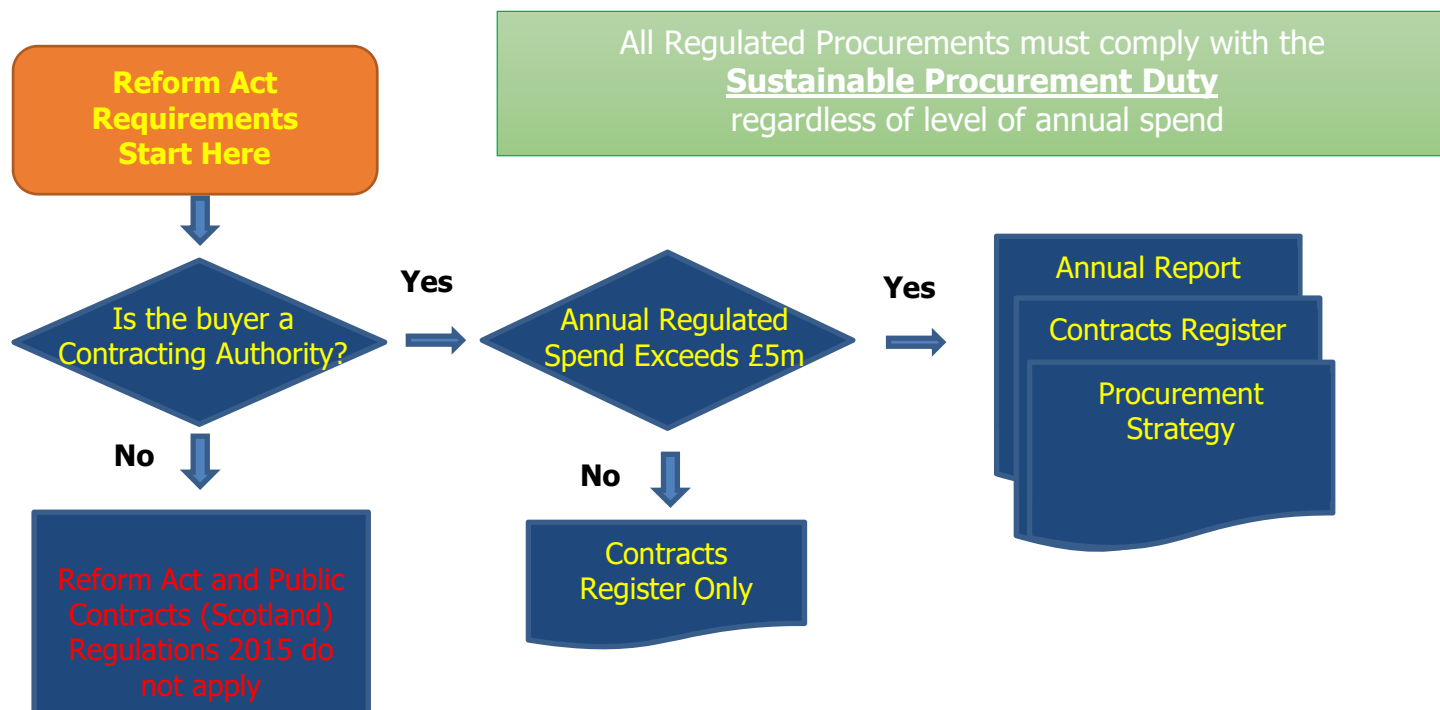 Reform Act
Requirements
Start Here
All Regulated Procurements must comply with the
Sustainable Procurement Duty
regardless of level of annual spend
Is the buyer a
Contracting Authority?
Yes
Annual Regulated
Spend Exceeds £5m
Yes
Annual Report
Contracts Register
Procurement
Strategy
No
Reform Act and Public
Contracts (Scotland)
Regulations 2015 do
not apply
No
Contracts
Register Only